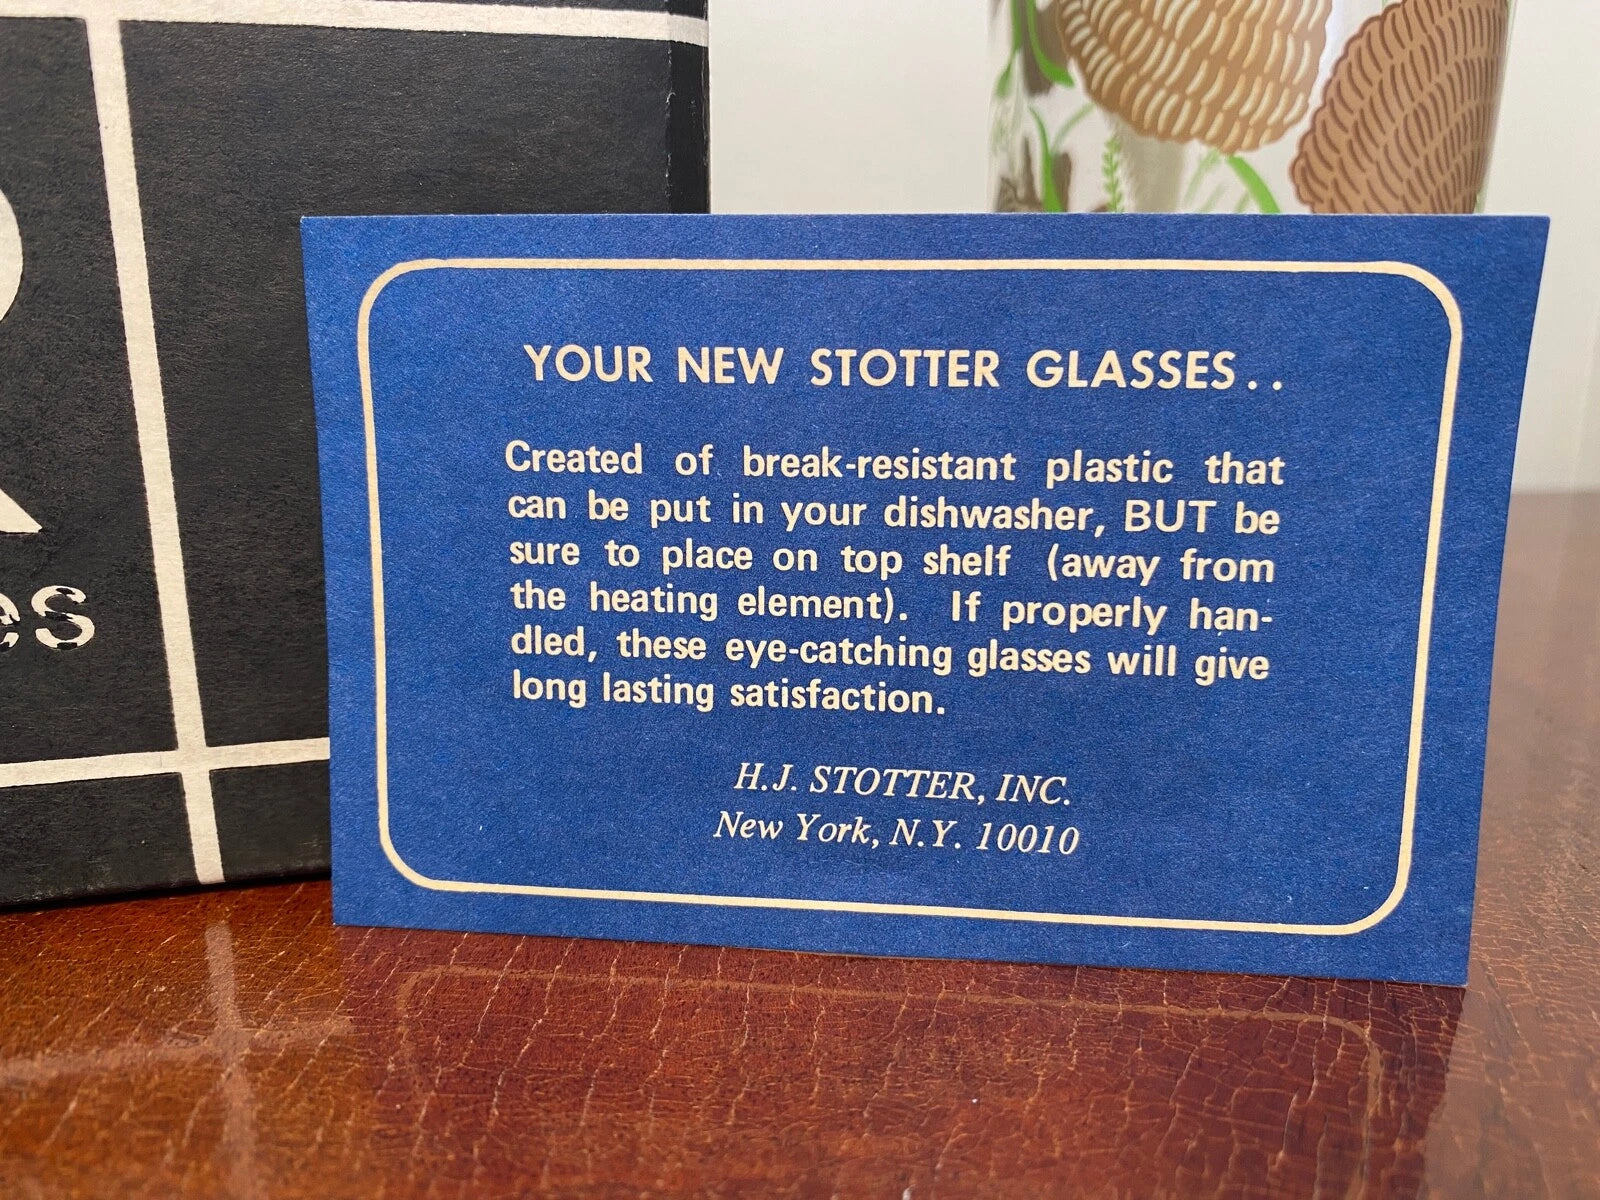 YOUR NEW STOTTER GLASSES..
Created of break-resistant plastic that
can be put in your dishwasher, BUT be
sure to place on top shelf (away from
the heating element). If properly han-
dled, these eye-catching glasses will give
long lasting satisfaction.
H.J. STOTTER, INC.
New York, N.Y. 10010